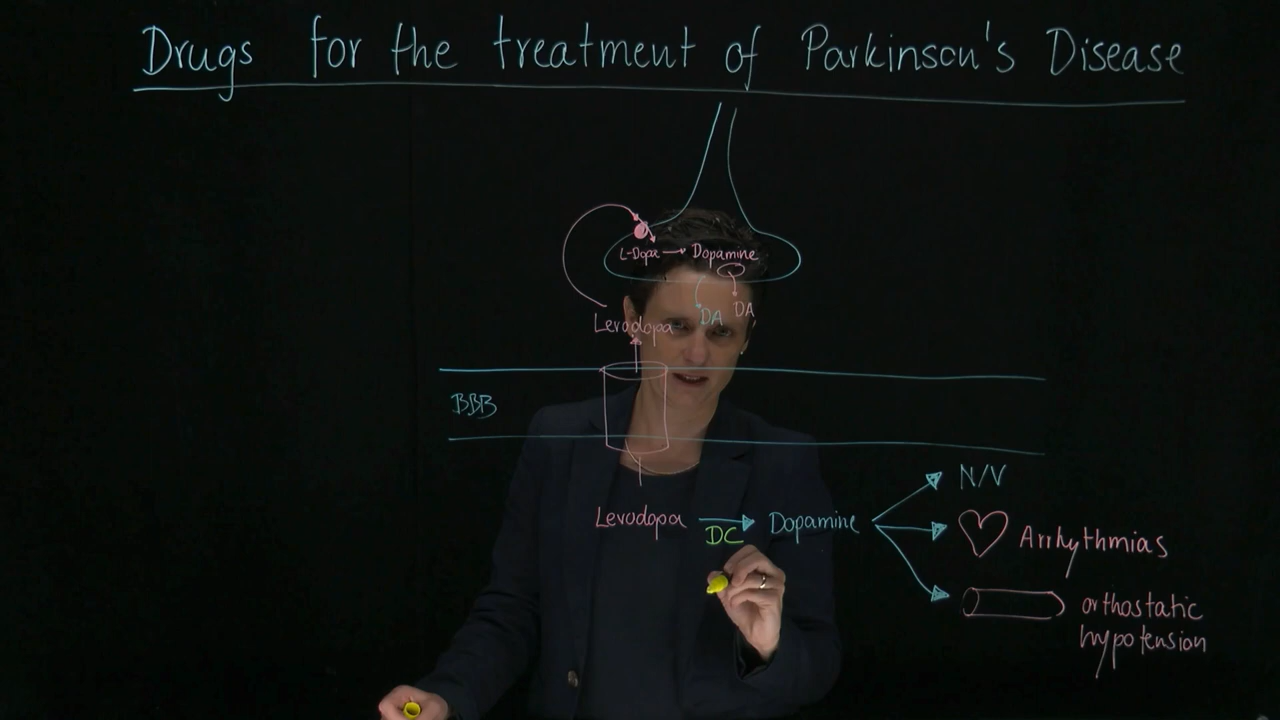 Drugs for the treatment of Parkinson's Disease
L-Dopa Dopamine
DA DA
Levodopa
BBB
N/V
Levodopa DC Dopamine
Arrhythmias
orthostatic
hypotension